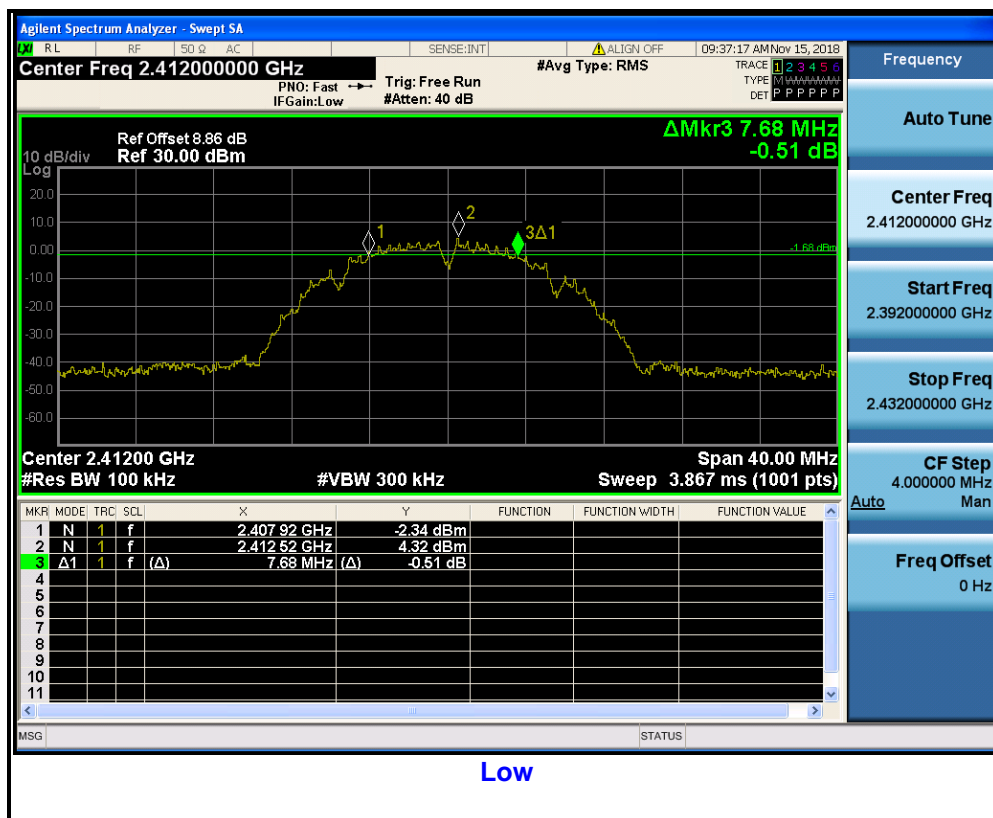 Agilent Spectrum Analyzer - Swept SA
LXI RL RF 50 Ω AC SENSE:INT ALIGN OFF 09:37:17 AM Nov 15, 2018
Center Freq 2.412000000 GHz
PNO: Fast
IFGain:Low
Trig: Free Run
#Atten: 40 dB
#Avg Type: RMS
TRACE 1 2 3 4 5 6
TYPE M
DET P P P P P P
Ref Offset 8.86 dB
Ref 30.00 dBm
10 dB/div
Log
ΔMkr3 7.68 MHz
-0.51 dB
20.0
10.0
0.00
-10.0
-20.0
-30.0
-40.0
-50.0
-60.0
1
2
3Δ1
-1.68 dBm
Center 2.41200 GHz Span 40.00 MHz
#Res BW 100 kHz #VBW 300 kHz Sweep 3.867 ms (1001 pts)
MKR MODE TRC SCL X Y FUNCTION FUNCTION WIDTH FUNCTION VALUE
1 N 1 f 2.407 92 GHz -2.34 dBm
2 N 1 f 2.412 52 GHz 4.32 dBm
3 Δ1 1 f (Δ) 7.68 MHz (Δ) -0.51 dB
4
5
6
7
8
9
10
11
MSG STATUS
Frequency
Auto Tune
Center Freq
2.412000000 GHz
Start Freq
2.392000000 GHz
Stop Freq
2.432000000 GHz
CF Step
4.000000 MHz
Auto Man
Freq Offset
0 Hz
Low